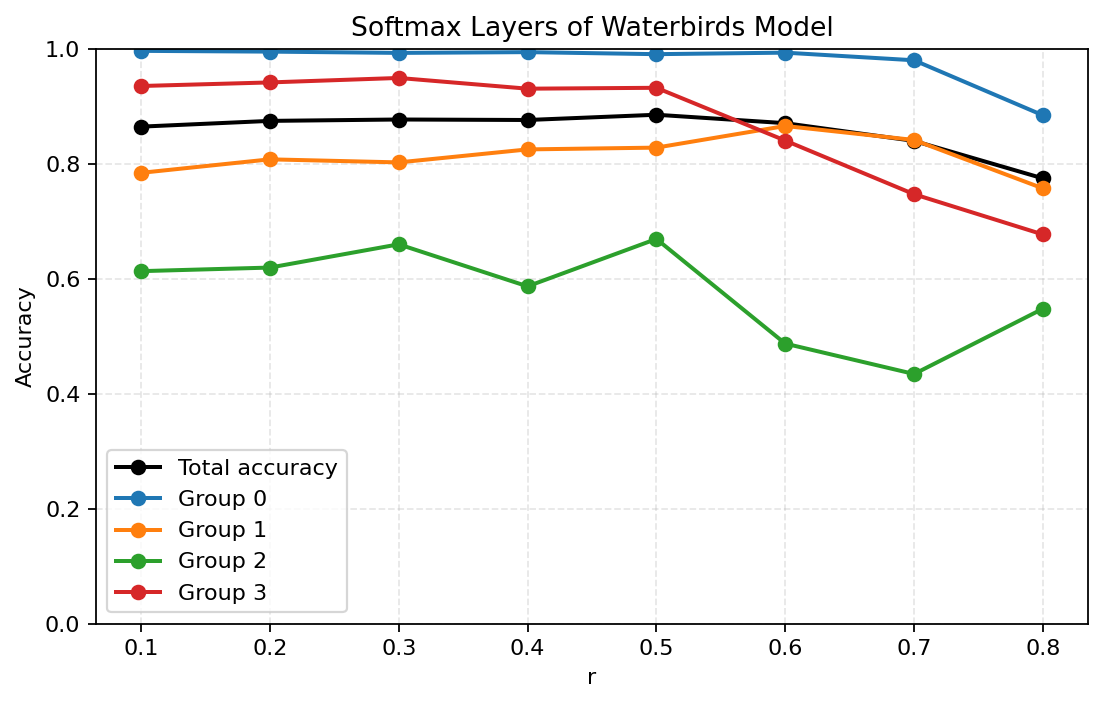 Softmax Layers of Waterbirds Model
1.0
0.8
0.6
0.4
0.2
0.0
Accuracy
Total accuracy
Group 0
Group 1
Group 2
Group 3
0.1 0.2 0.3 0.4 0.5 0.6 0.7 0.8
r